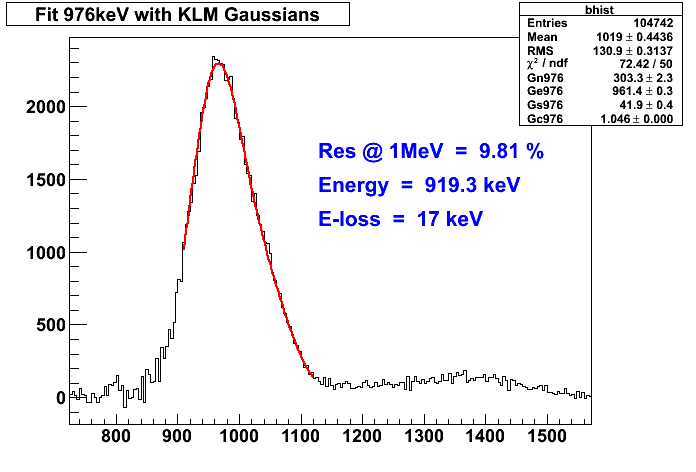 Fit 976keV with KLM Gaussians
bhist
Entries 104742
Mean 1019 ± 0.4436
RMS 130.9 ± 0.3137
χ² / ndf 72.42 / 50
Gn976 303.3 ± 2.3
Ge976 961.4 ± 0.3
Gs976 41.9 ± 0.4
Gc976 1.046 ± 0.000
Res @ 1MeV = 9.81 %
Energy = 919.3 keV
E-loss = 17 keV
2000
1500
1000
500
0
800 900 1000 1100 1200 1300 1400 1500